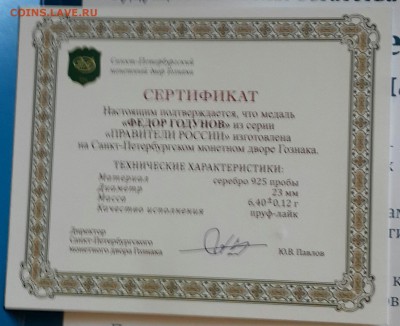 COINS.LAVE.RU
Санкт-Петербургский
монетный двор Гознака
СЕРТИФИКАТ
Настоящим подтверждается, что медаль
«ФЕДОР ГОДУНОВ» из серии
«ПРАВИТЕЛИ РОССИИ» изготовлена
на Санкт-Петербургском монетном дворе Гознака.
ТЕХНИЧЕСКИЕ ХАРАКТЕРИСТИКИ:
Материал серебро 925 пробы
Диаметр 23 мм
Масса 6,40±0,12 г
Качество исполнения пруф-лайк
Директор
Санкт-Петербургского
монетного двора Гознака Ю.В. Павлов